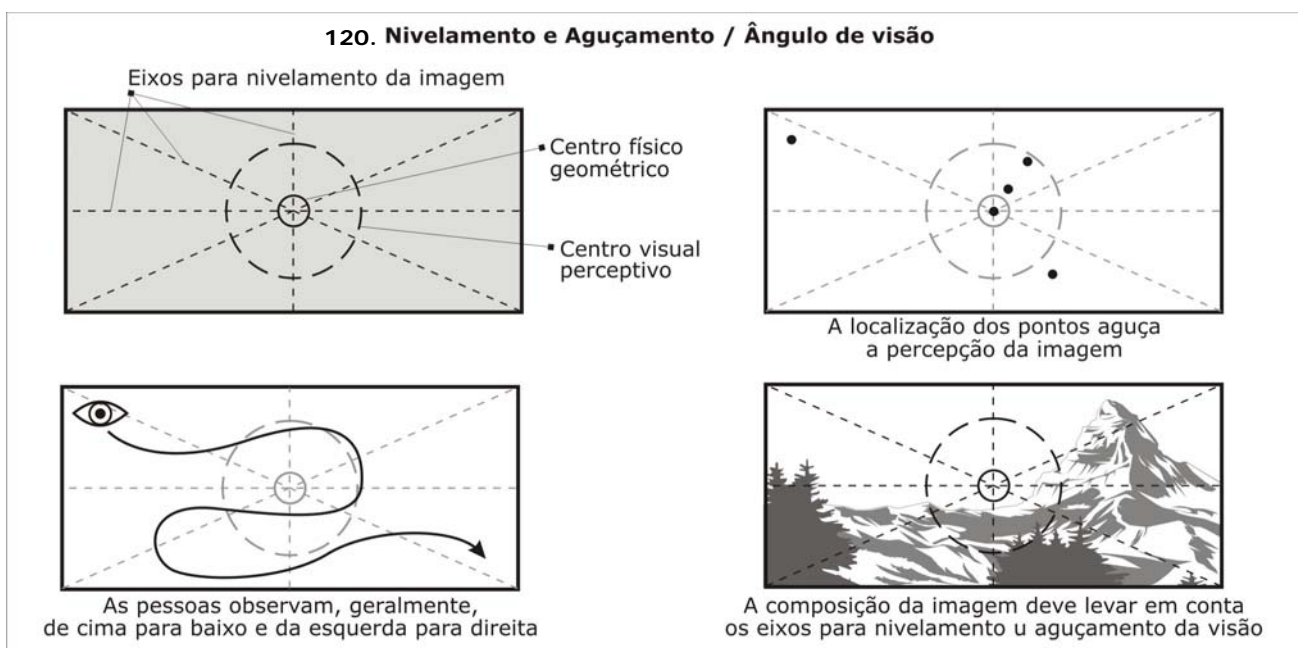 120. Nivelamento e Aguçamento / Ângulo de visão
Eixos para nivelamento da imagem
Centro físico
geométrico
Centro visual
perceptivo
A localização dos pontos aguça
a percepção da imagem
As pessoas observam, geralmente,
de cima para baixo e da esquerda para direita
A composição da imagem deve levar em conta
os eixos para nivelamento u aguçamento da visão